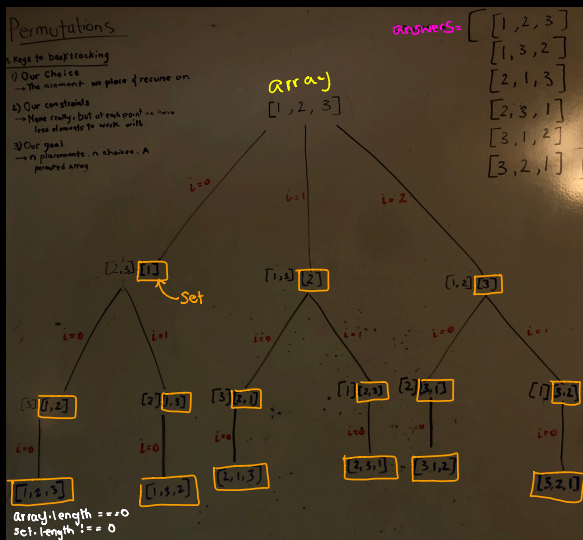 Permutations
3 Keys to backtracking
1) Our Choice
→ The element we place & recurse on
2) Our constraints
→ None really, but at each point we have
less elements to work with
3) Our goal
→ n placements, n choices. A
permuted array
answers= [ [1,2,3]
[1,3,2]
[2,1,3]
[2,3,1]
[3,1,2]
[3,2,1] ]
array
[1,2,3]
i=0 i=1 i=2
[2,3] [1] [1,3] [2] [1,2] [3]
set
i=0 i=1 i=0 i=1 i=0 i=1
[3] [1,2] [2] [1,3] [3] [2,1] [1] [2,3] [2] [3,1] [1] [3,2]
i=0 i=0 i=0 i=0 =0 i=0
[1,2,3] [1,3,2] [2,1,3] [2,3,1] [3,1,2] [3,2,1]
array.length === 0
set.length !== 0